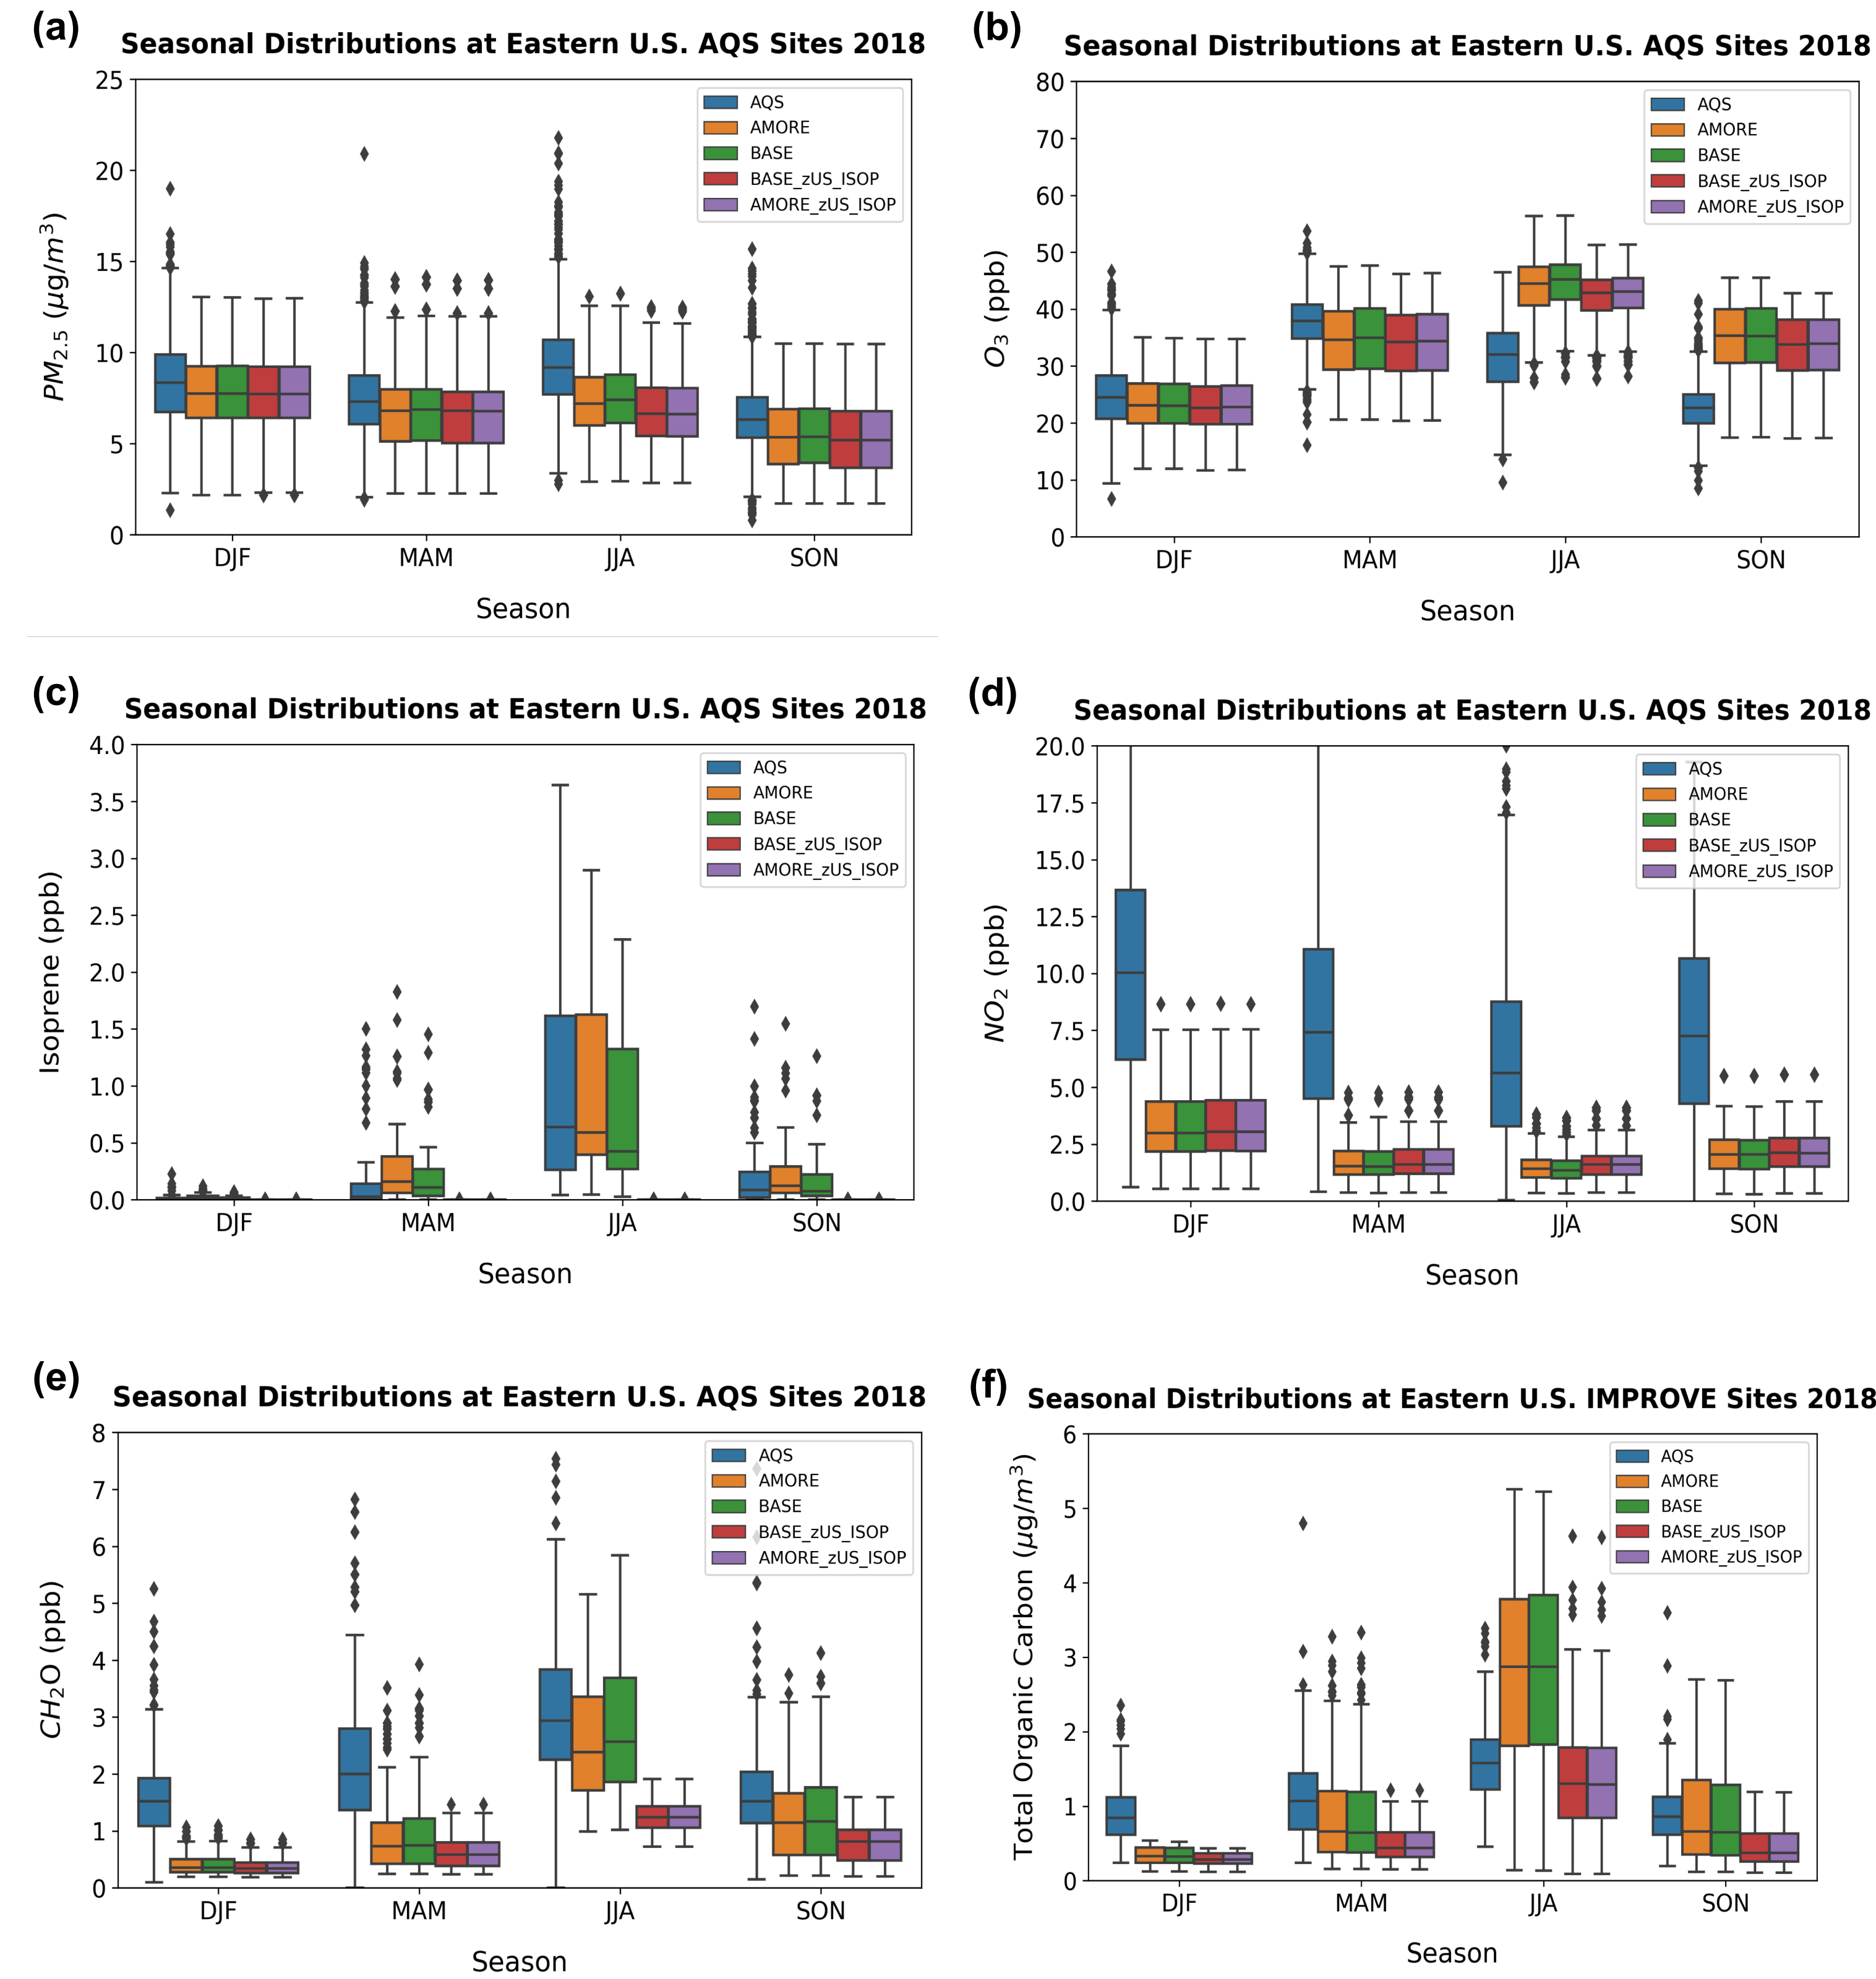 (a)
Seasonal Distributions at Eastern U.S. AQS Sites 2018
25
20
15
10
5
0
PM2.5 (μg/m3)
AQS
AMORE
BASE
BASE_zUS_ISOP
AMORE_zUS_ISOP
DJF MAM JJA SON
Season
(b)
Seasonal Distributions at Eastern U.S. AQS Sites 2018
80
70
60
50
40
30
20
10
0
O3 (ppb)
AQS
AMORE
BASE
BASE_zUS_ISOP
AMORE_zUS_ISOP
DJF MAM JJA SON
Season
(c)
Seasonal Distributions at Eastern U.S. AQS Sites 2018
4.0
3.5
3.0
2.5
2.0
1.5
1.0
0.5
0.0
Isoprene (ppb)
AQS
AMORE
BASE
BASE_zUS_ISOP
AMORE_zUS_ISOP
DJF MAM JJA SON
Season
(d)
Seasonal Distributions at Eastern U.S. AQS Sites 2018
20.0
17.5
15.0
12.5
10.0
7.5
5.0
2.5
0.0
NO2 (ppb)
AQS
AMORE
BASE
BASE_zUS_ISOP
AMORE_zUS_ISOP
DJF MAM JJA SON
Season
(e)
Seasonal Distributions at Eastern U.S. AQS Sites 2018
8
7
6
5
4
3
2
1
0
CH2O (ppb)
AQS
AMORE
BASE
BASE_zUS_ISOP
AMORE_zUS_ISOP
DJF MAM JJA SON
Season
(f)
Seasonal Distributions at Eastern U.S. IMPROVE Sites 2018
6
5
4
3
2
1
0
Total Organic Carbon (μg/m3)
AQS
AMORE
BASE
BASE_zUS_ISOP
AMORE_zUS_ISOP
DJF MAM JJA SON
Season